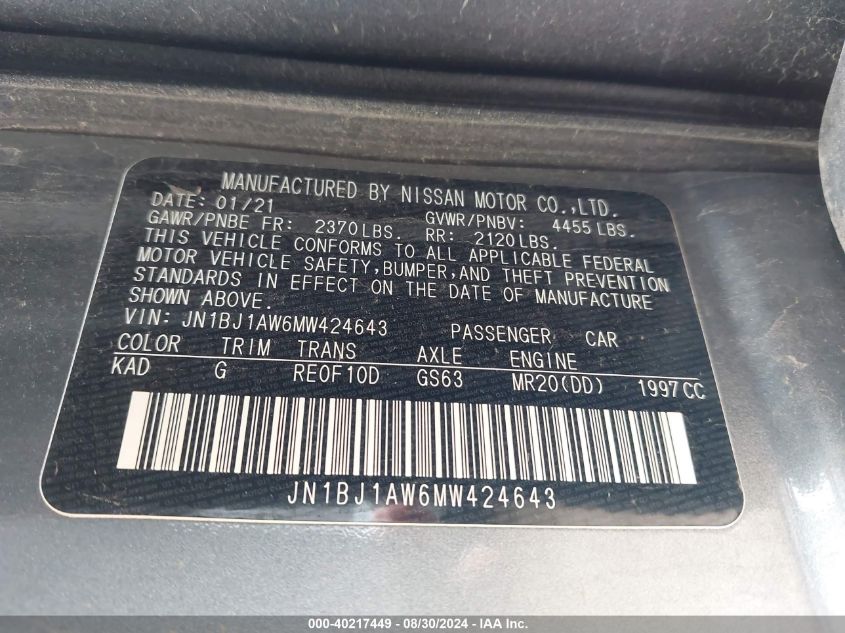 MANUFACTURED BY NISSAN MOTOR CO.,LTD.
DATE: 01/21
GAWR/PNBE FR: 2370LBS. GVWR/PNBV: 4455LBS.
RR: 2120LBS.
THIS VEHICLE CONFORMS TO ALL APPLICABLE FEDERAL
MOTOR VEHICLE SAFETY,BUMPER,AND THEFT PREVENTION
STANDARDS IN EFFECT ON THE DATE OF MANUFACTURE
SHOWN ABOVE.
VIN: JN1BJ1AW6MW424643 PASSENGER CAR
COLOR TRIM TRANS AXLE ENGINE
KAD G RE0F10D GS63 MR20(DD) 1997CC
JN1BJ1AW6MW424643
000-40217449 - 08/30/2024 - IAA Inc.